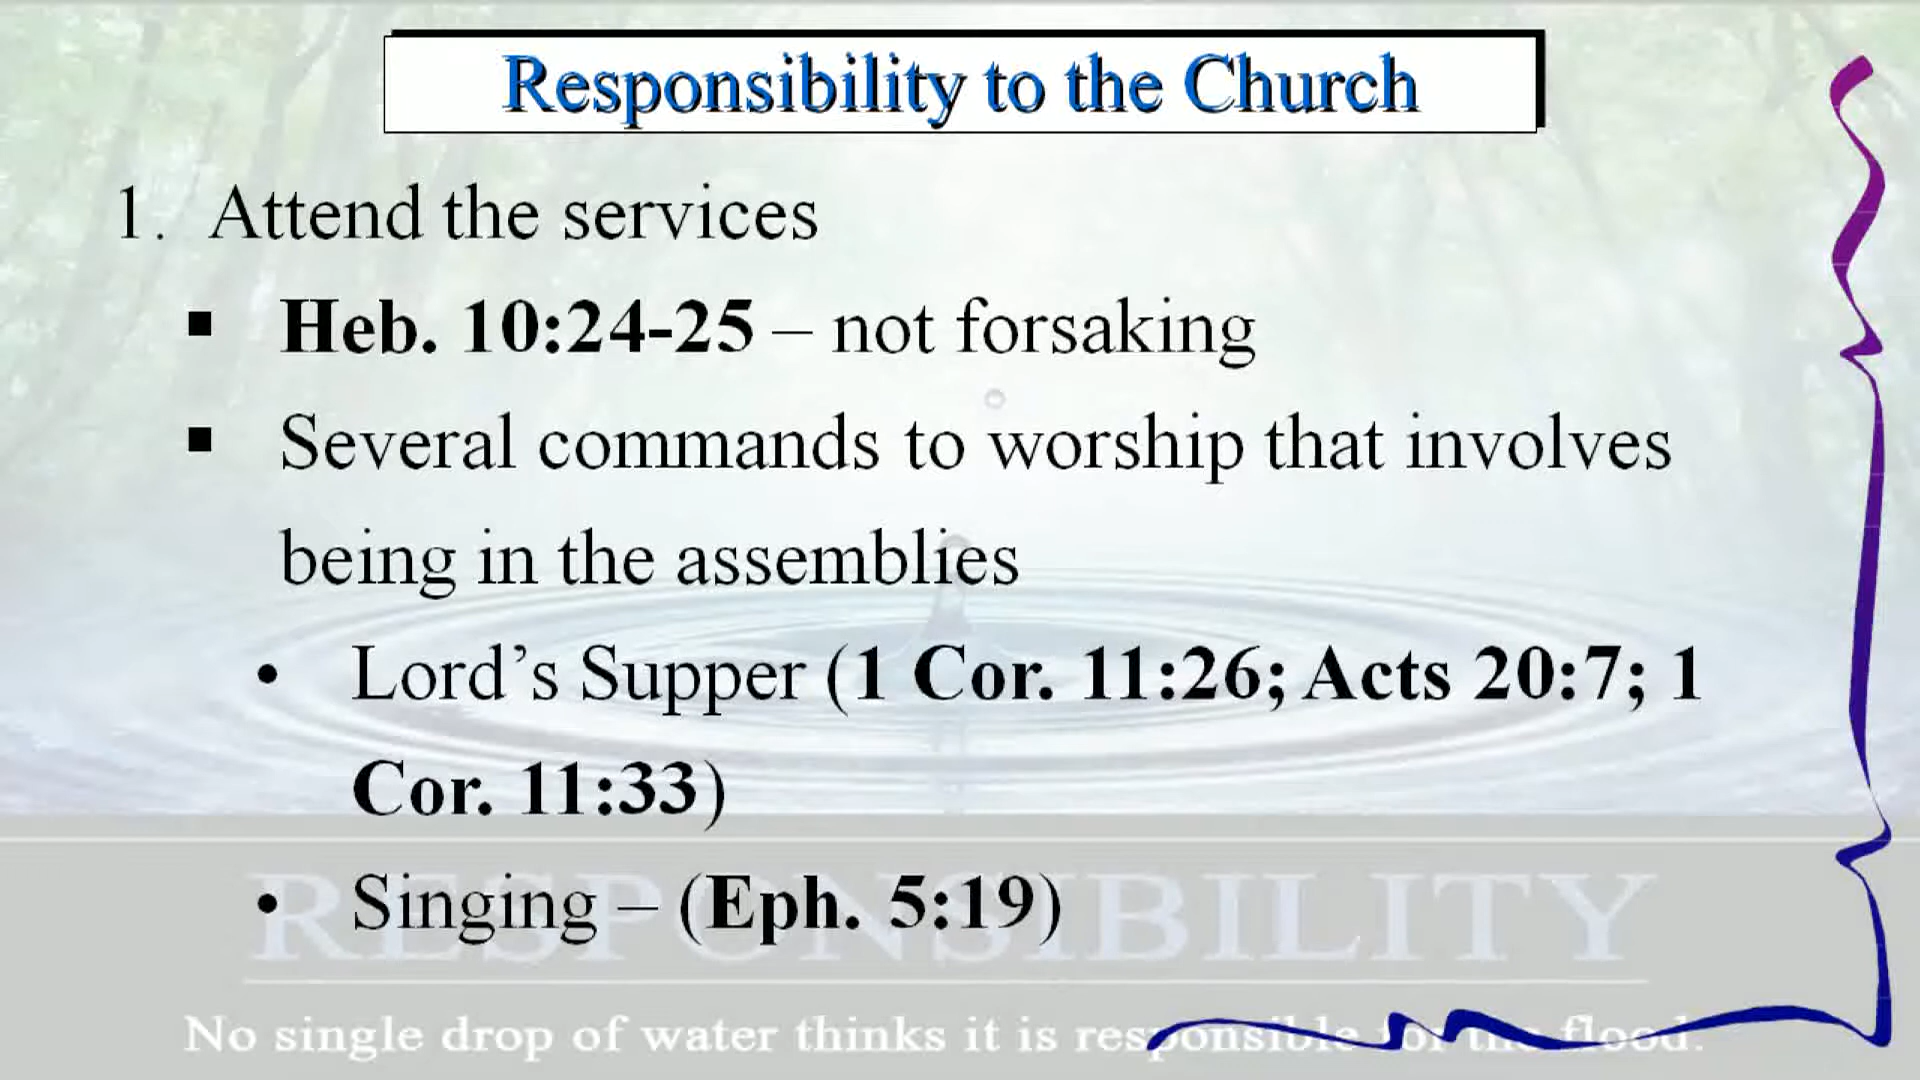 Responsibility to the Church
1. Attend the services
▪ Heb. 10:24-25 – not forsaking
▪ Several commands to worship that involves
being in the assemblies
• Lord’s Supper (1 Cor. 11:26; Acts 20:7; 1
Cor. 11:33)
• Singing – (Eph. 5:19)
RESPONSIBILITY
No single drop of water thinks it is responsible for the flood.